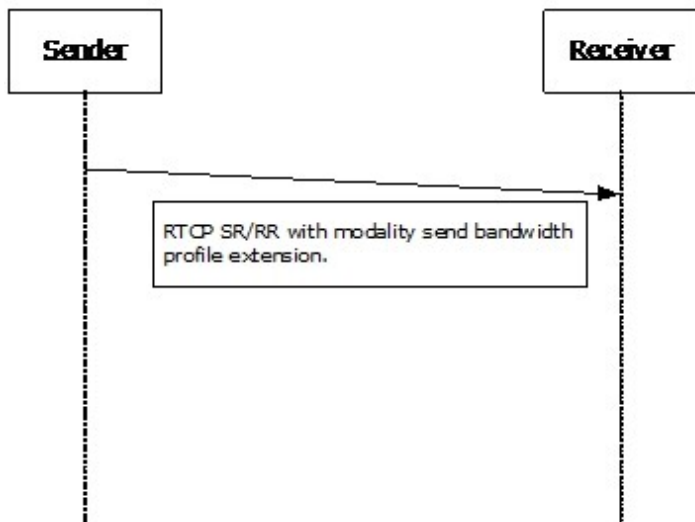 Sender
Receiver
RTCP SR/RR with modality send bandwidth
profile extension.